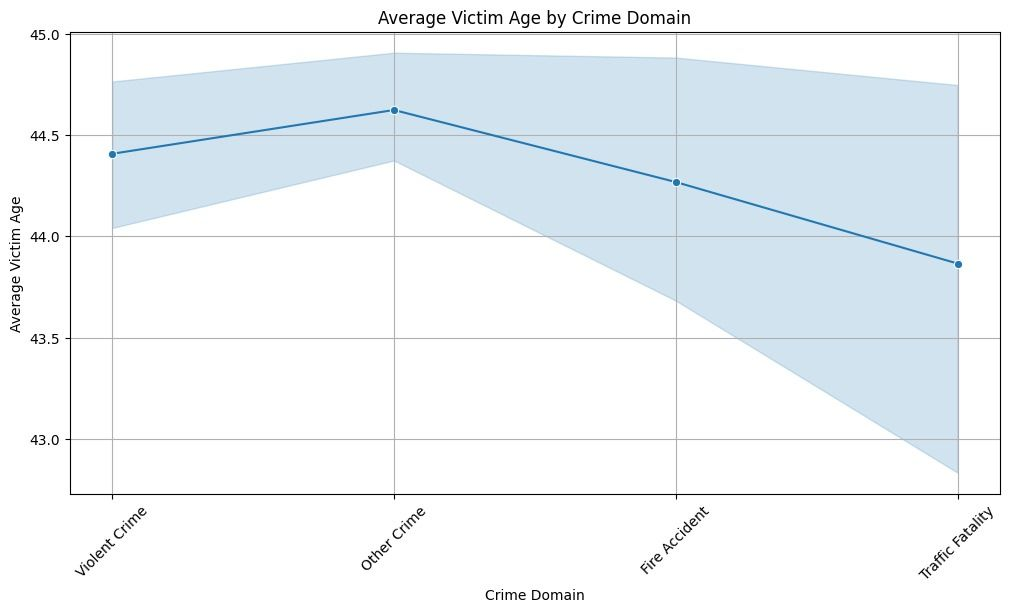 Average Victim Age by Crime Domain
45.0
44.5
44.0
43.5
43.0
Average Victim Age
Violent Crime
Other Crime
Fire Accident
Traffic Fatality
Crime Domain